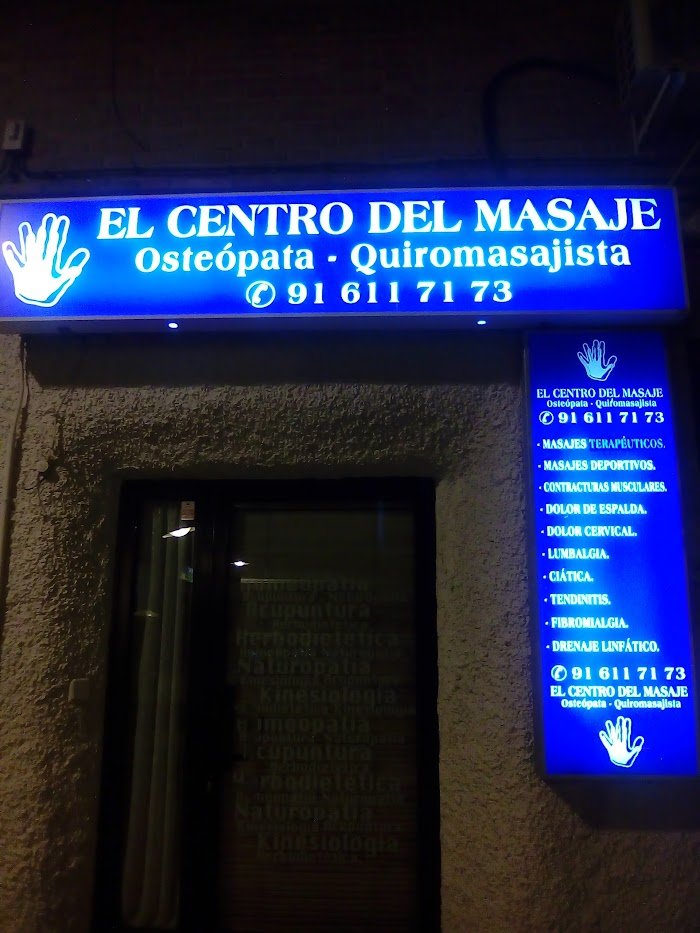 EL CENTRO DEL MASAJE
Osteópata - Quiromasajista
✆ 91 611 71 73
EL CENTRO DEL MASAJE
Osteópata - Quiromasajista
✆ 91 611 71 73
- MASAJES TERAPÉUTICOS.
- MASAJES DEPORTIVOS.
- CONTRACTURAS MUSCULARES.
- DOLOR DE ESPALDA.
- DOLOR CERVICAL.
- LUMBALGIA.
- CIÁTICA.
- TENDINITIS.
- FIBROMIALGIA.
- DRENAJE LINFÁTICO.
✆ 91 611 71 73
EL CENTRO DEL MASAJE
Osteópata - Quiromasajista
Acupuntura
Herbodietética
Naturopatía
Kinesiología
Naturopatía
Kinesiología